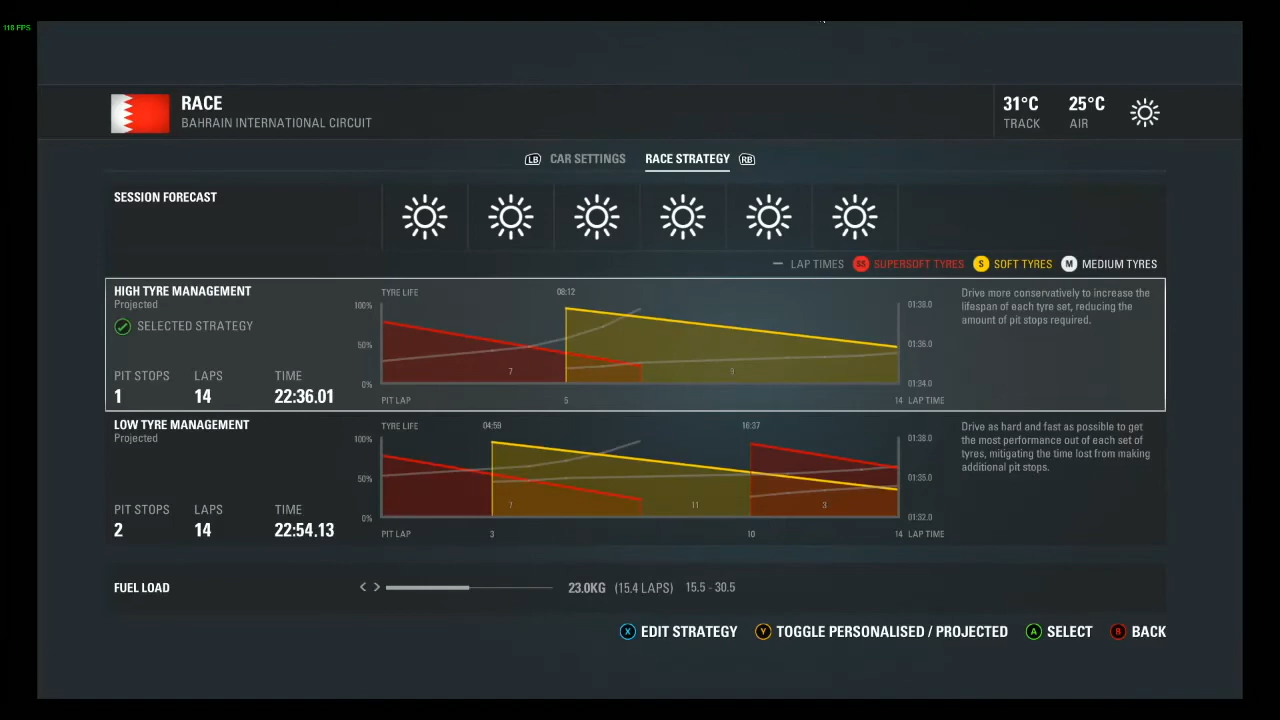 118 FPS
RACE
BAHRAIN INTERNATIONAL CIRCUIT
31°C 25°C
TRACK AIR
LB CAR SETTINGS RACE STRATEGY RB
SESSION FORECAST
LAP TIMES SS SUPERSOFT TYRES S SOFT TYRES M MEDIUM TYRES
HIGH TYRE MANAGEMENT
Projected
SELECTED STRATEGY
PIT STOPS LAPS TIME
1 14 22:36.01
TYRE LIFE 08:12
100% 01:38.0
50% 01:36.0
7 9
0% 01:34.0
PIT LAP 5 14 LAP TIME
Drive more conservatively to increase the
lifespan of each tyre set, reducing the
amount of pit stops required.
LOW TYRE MANAGEMENT
Projected
PIT STOPS LAPS TIME
2 14 22:54.13
TYRE LIFE 04:59 16:37
100% 01:38.0
50% 01:35.0
7 11 3
0% 01:32.0
PIT LAP 3 10 14 LAP TIME
Drive as hard and fast as possible to get
the most performance out of each set of
tyres, mitigating the time lost from making
additional pit stops.
FUEL LOAD < > 23.0KG (15.4 LAPS) 15.5 - 30.5
X EDIT STRATEGY Y TOGGLE PERSONALISED / PROJECTED A SELECT B BACK